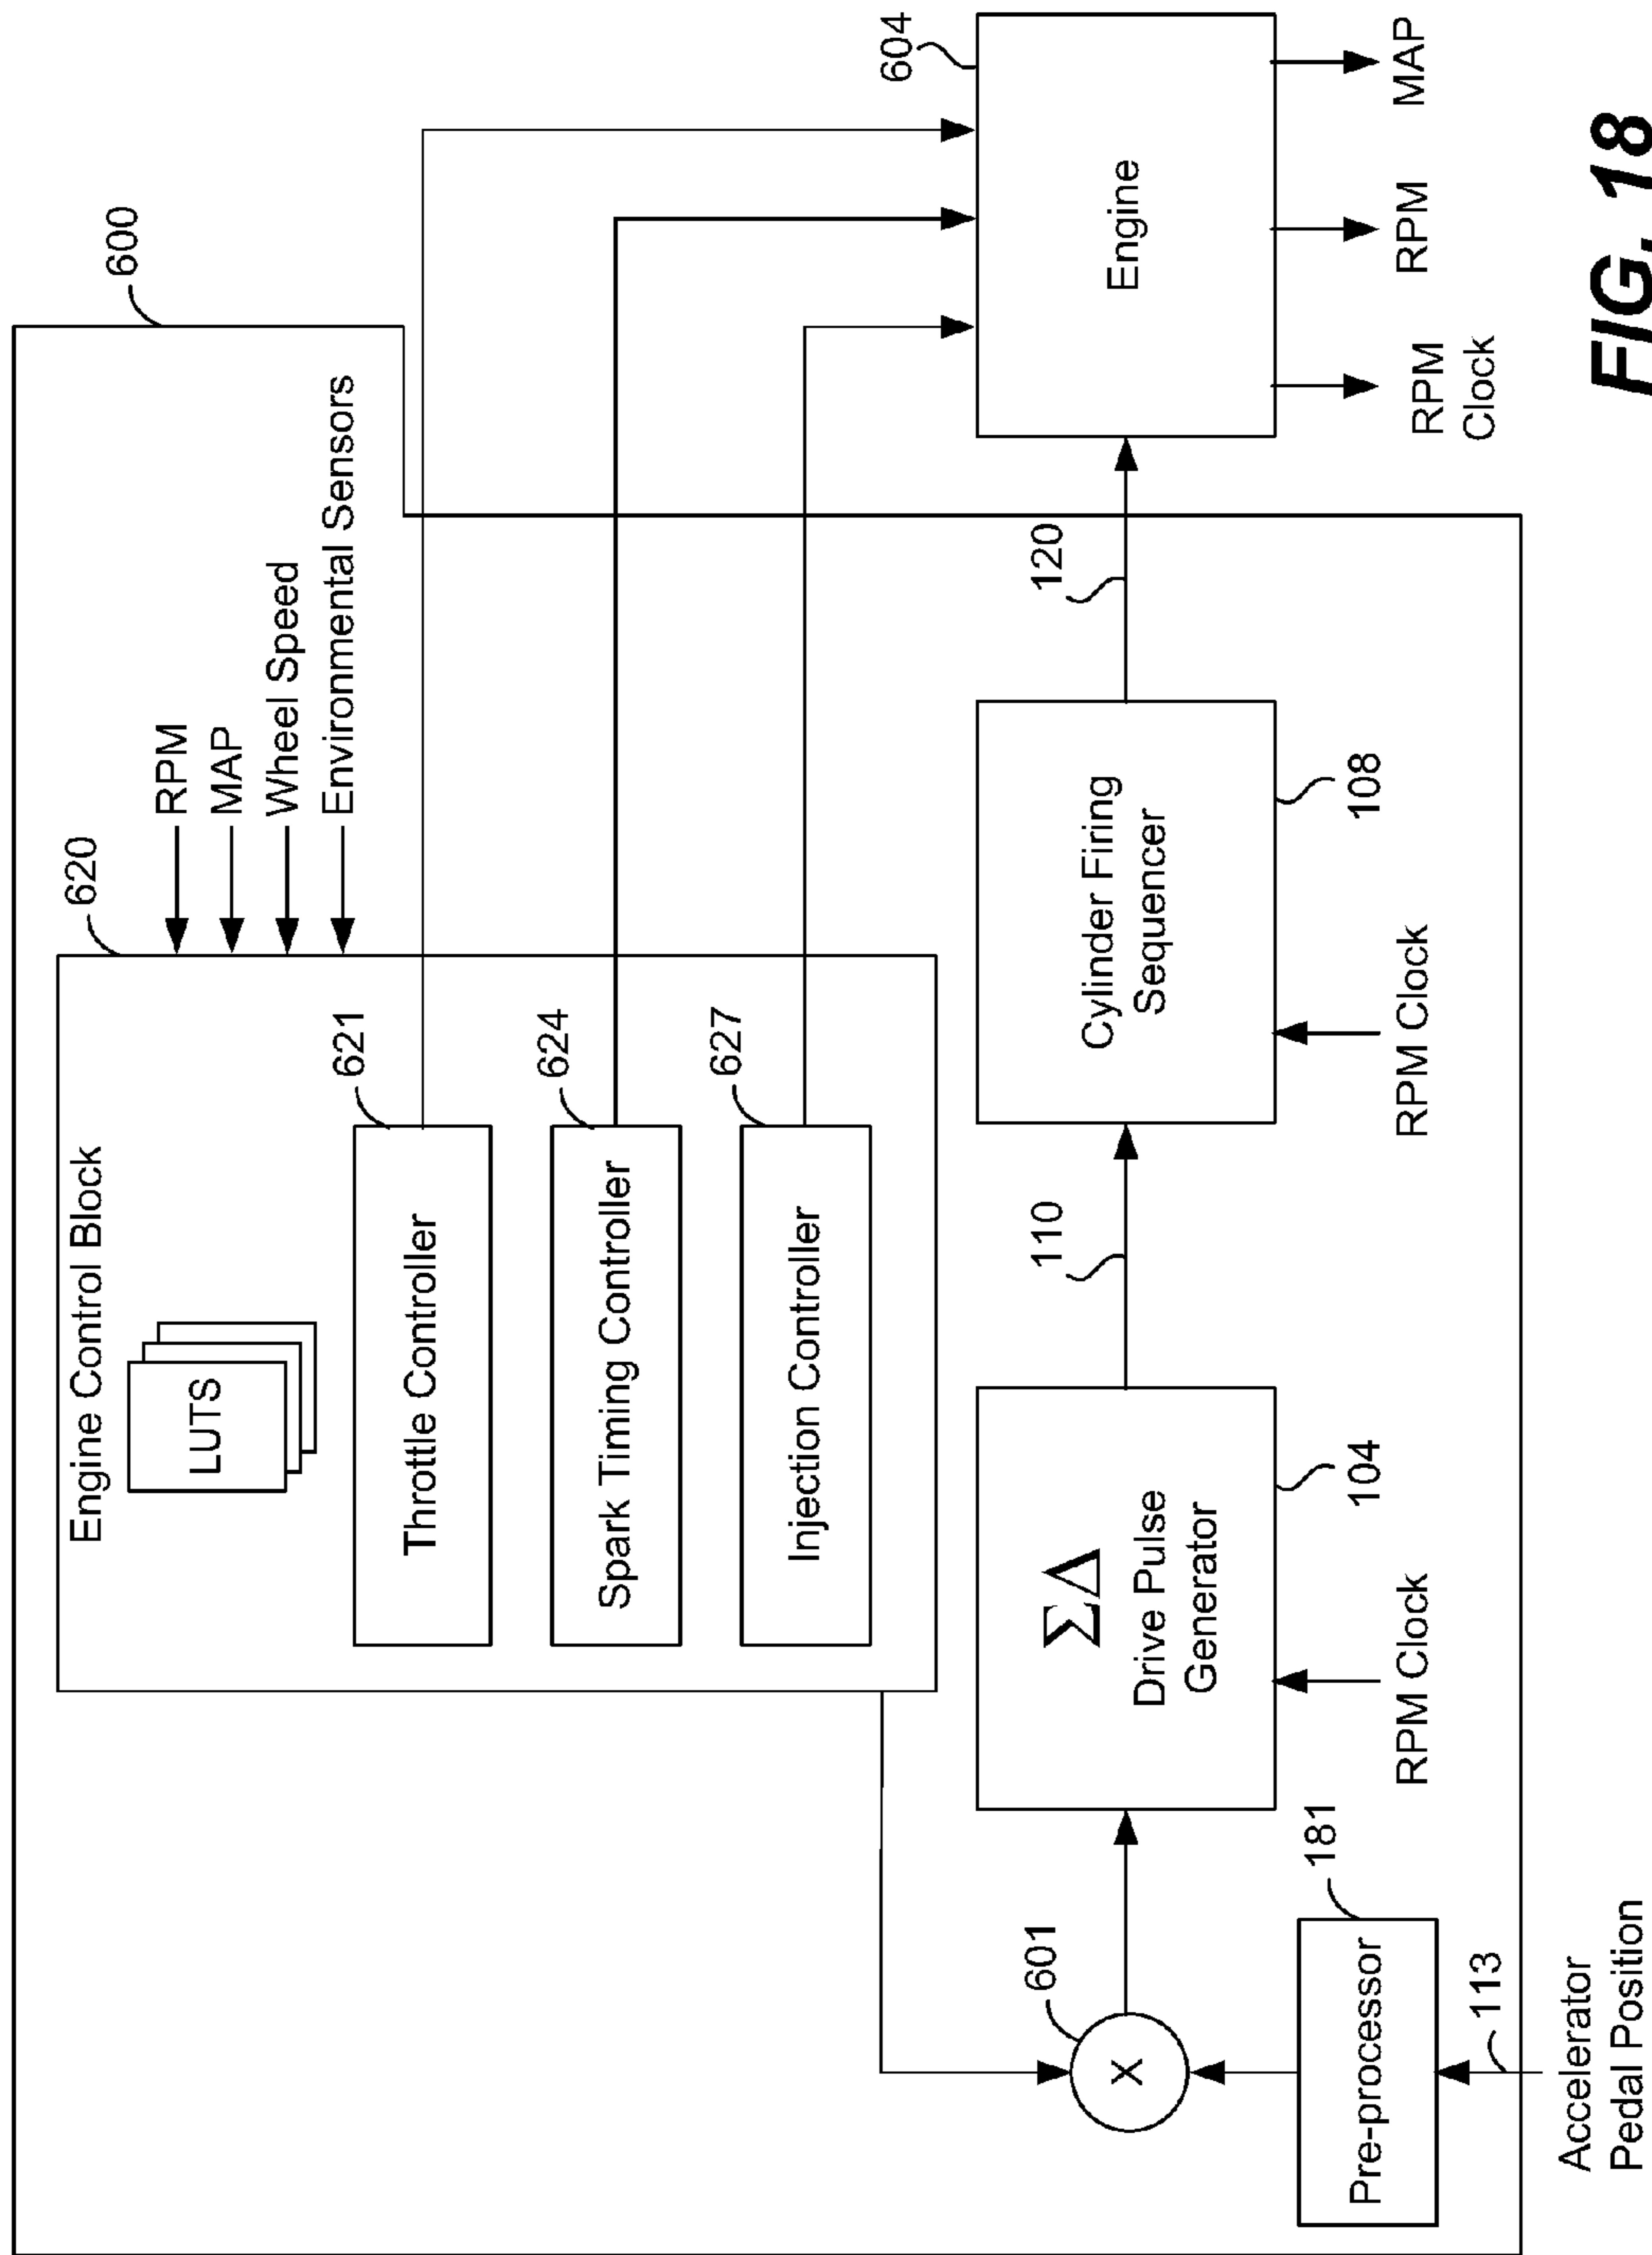 600
620
Engine Control Block
RPM
MAP
Wheel Speed
Environmental Sensors
LUTS
621
Throttle Controller
624
Spark Timing Controller
627
Injection Controller
601
X
ΣΔ
Drive Pulse
Generator
104
RPM Clock
110
Cylinder Firing
Sequencer
108
RPM Clock
120
604
Engine
RPM
Clock
RPM
MAP
Pre-processor
181
113
Accelerator
Pedal Position
FIG. 18